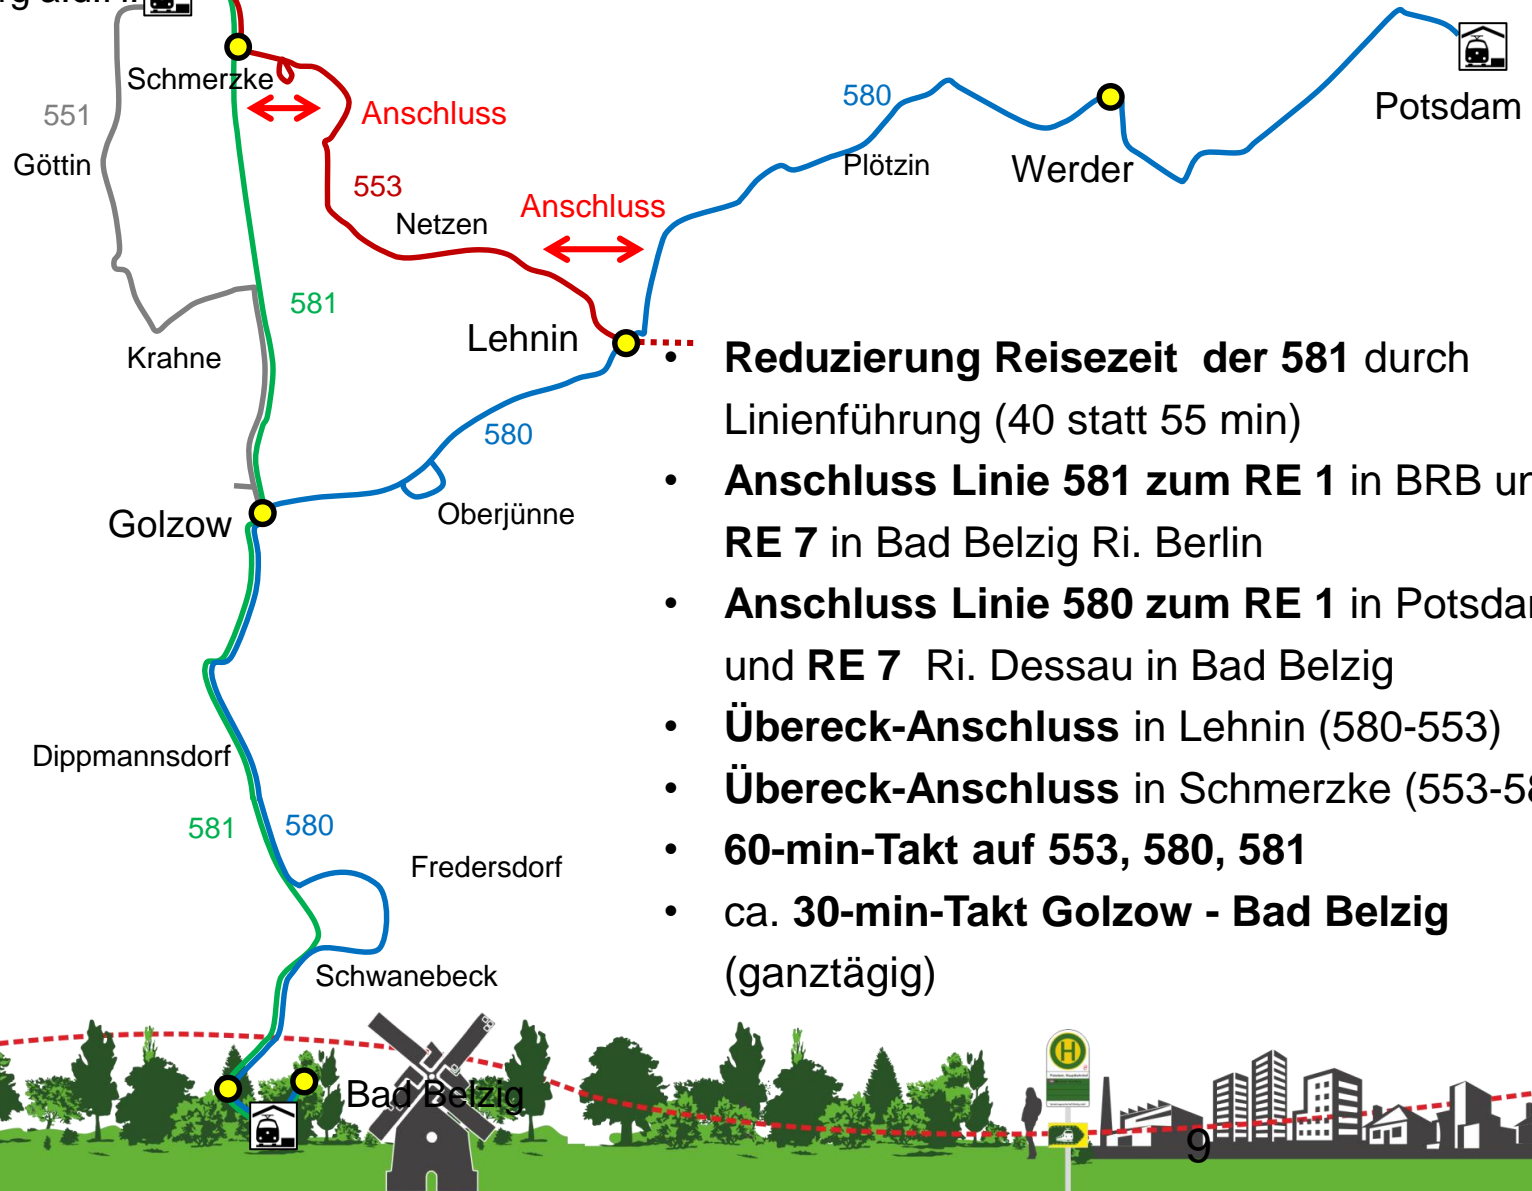 Schmerzke
551
Göttin
Anschluss
553
Netzen
Anschluss
580
Plötzin
Werder
Potsdam
581
Krahne
Lehnin
580
Oberjünne
Golzow
Dippmannsdorf
581
580
Fredersdorf
Schwanebeck
Bad Belzig
• Reduzierung Reisezeit der 581 durch
Linienführung (40 statt 55 min)
• Anschluss Linie 581 zum RE 1 in BRB
RE 7 in Bad Belzig Ri. Berlin
• Anschluss Linie 580 zum RE 1 in
und RE 7 Ri. Dessau in Bad Belzig
• Übereck-Anschluss in Lehnin (580-553)
• Übereck-Anschluss in Schmerzke
• 60-min-Takt auf 553, 580, 581
• ca. 30-min-Takt Golzow - Bad Belzig
(ganztägig)
H
9